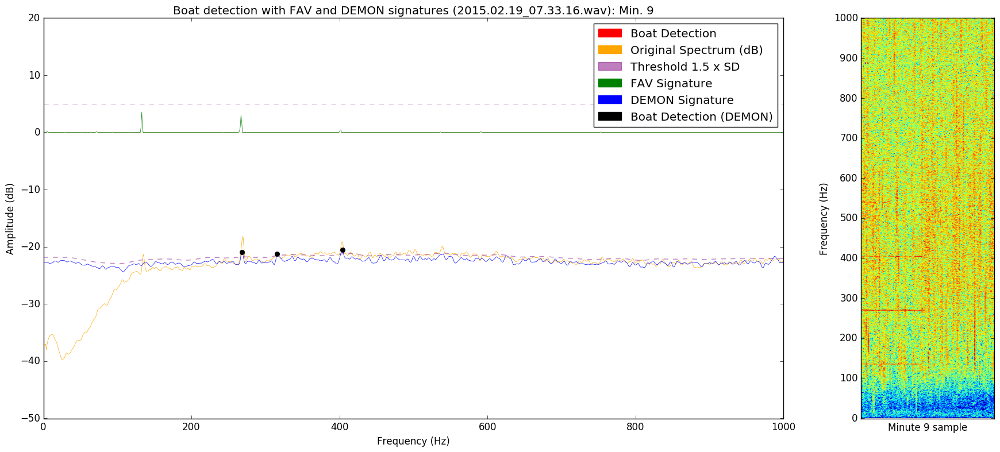 Boat detection with FAV and DEMON signatures (2015.02.19_07.33.16.wav): Min. 9
20
10
0
−10
−20
−30
−40
−50
Amplitude (dB)
0
200
400
600
800
1000
Frequency (Hz)
Boat Detection
Original Spectrum (dB)
Threshold 1.5 x SD
FAV Signature
DEMON Signature
Boat Detection (DEMON)
1000
900
800
700
600
500
400
300
200
100
0
Frequency (Hz)
Minute 9 sample